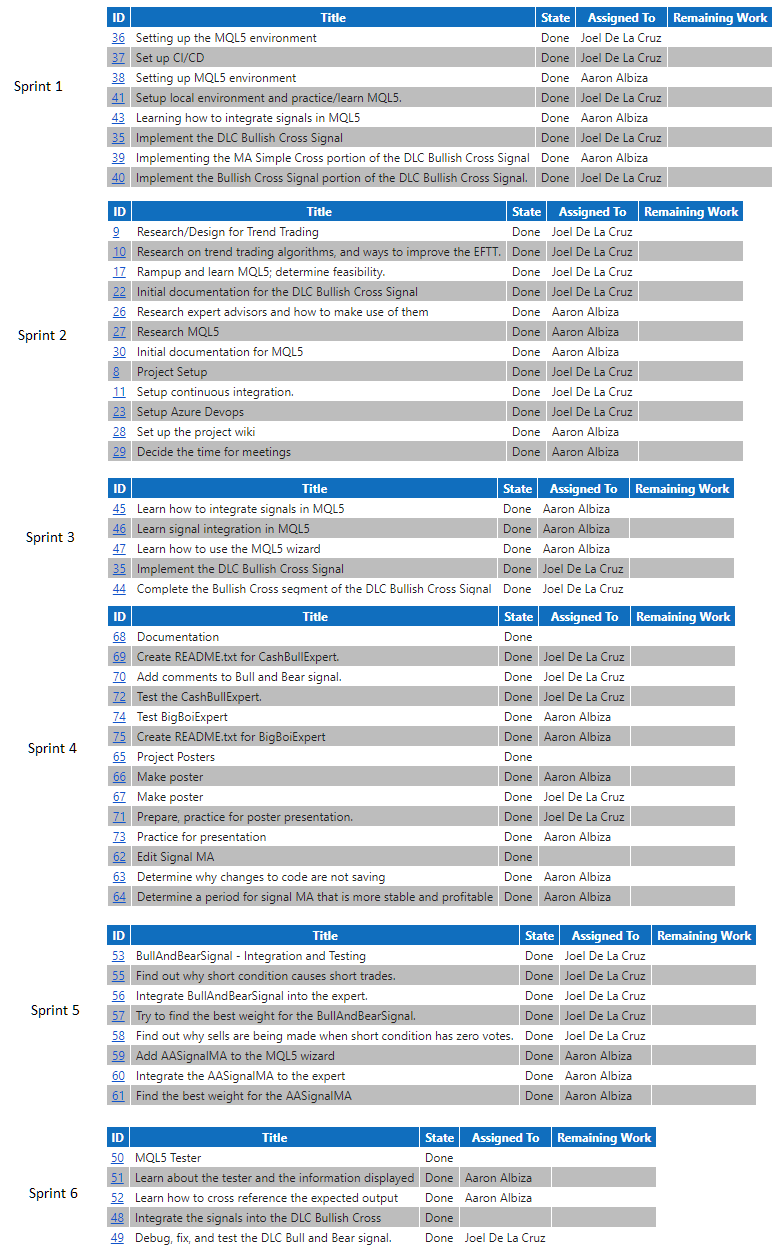 Sprint 1
ID Title State Assigned To Remaining Work
36 Setting up the MQL5 environment Done Joel De La Cruz
37 Set up CI/CD Done Joel De La Cruz
38 Setting up MQL5 environment Done Aaron Albiza
41 Setup local environment and practice/learn MQL5. Done Joel De La Cruz
43 Learning how to integrate signals in MQL5 Done Aaron Albiza
35 Implement the DLC Bullish Cross Signal Done Joel De La Cruz
39 Implementing the MA Simple Cross portion of the DLC Bullish Cross Signal Done Aaron Albiza
40 Implement the Bullish Cross Signal portion of the DLC Bullish Cross Signal. Done Joel De La Cruz
Sprint 2
ID Title State Assigned To Remaining Work
9 Research/Design for Trend Trading Done Joel De La Cruz
10 Research on trend trading algorithms, and ways to improve the EFTT. Done Joel De La Cruz
17 Rampup and learn MQL5; determine feasibility. Done Joel De La Cruz
22 Initial documentation for the DLC Bullish Cross Signal Done Joel De La Cruz
26 Research expert advisors and how to make use of them Done Aaron Albiza
27 Research MQL5 Done Aaron Albiza
30 Initial documentation for MQL5 Done Aaron Albiza
8 Project Setup Done Joel De La Cruz
11 Setup continuous integration. Done Joel De La Cruz
23 Setup Azure Devops Done Joel De La Cruz
28 Set up the project wiki Done Aaron Albiza
29 Decide the time for meetings Done Aaron Albiza
Sprint 3
ID Title State Assigned To Remaining Work
45 Learn how to integrate signals in MQL5 Done Aaron Albiza
46 Learn signal integration in MQL5 Done Aaron Albiza
47 Learn how to use the MQL5 wizard Done Aaron Albiza
35 Implement the DLC Bullish Cross Signal Done Joel De La Cruz
44 Complete the Bullish Cross segment of the DLC Bullish Cross Signal Done Joel De La Cruz
Sprint 4
ID Title State Assigned To Remaining Work
68 Documentation Done
69 Create README.txt for CashBullExpert. Done Joel De La Cruz
70 Add comments to Bull and Bear signal. Done Joel De La Cruz
72 Test the CashBullExpert. Done Joel De La Cruz
74 Test BigBoiExpert Done Aaron Albiza
75 Create README.txt for BigBoiExpert Done Aaron Albiza
65 Project Posters Done
66 Make poster Done Aaron Albiza
67 Make poster Done Joel De La Cruz
71 Prepare, practice for poster presentation. Done Joel De La Cruz
73 Practice for presentation Done Aaron Albiza
62 Edit Signal MA Done
63 Determine why changes to code are not saving Done Aaron Albiza
64 Determine a period for signal MA that is more stable and profitable Done Aaron Albiza
Sprint 5
ID Title State Assigned To Remaining Work
53 BullAndBearSignal - Integration and Testing Done Joel De La Cruz
55 Find out why short condition causes short trades. Done Joel De La Cruz
56 Integrate BullAndBearSignal into the expert. Done Joel De La Cruz
57 Try to find the best weight for the BullAndBearSignal. Done Joel De La Cruz
58 Find out why sells are being made when short condition has zero votes. Done Joel De La Cruz
59 Add AASignalMA to the MQL5 wizard Done Aaron Albiza
60 Integrate the AASignalMA to the expert Done Aaron Albiza
61 Find the best weight for the AASignalMA Done Aaron Albiza
Sprint 6
ID Title State Assigned To Remaining Work
50 MQL5 Tester Done
51 Learn about the tester and the information displayed Done Aaron Albiza
52 Learn how to cross reference the expected output Done Aaron Albiza
48 Integrate the signals into the DLC Bullish Cross Done
49 Debug, fix, and test the DLC Bull and Bear signal. Done Joel De La Cruz